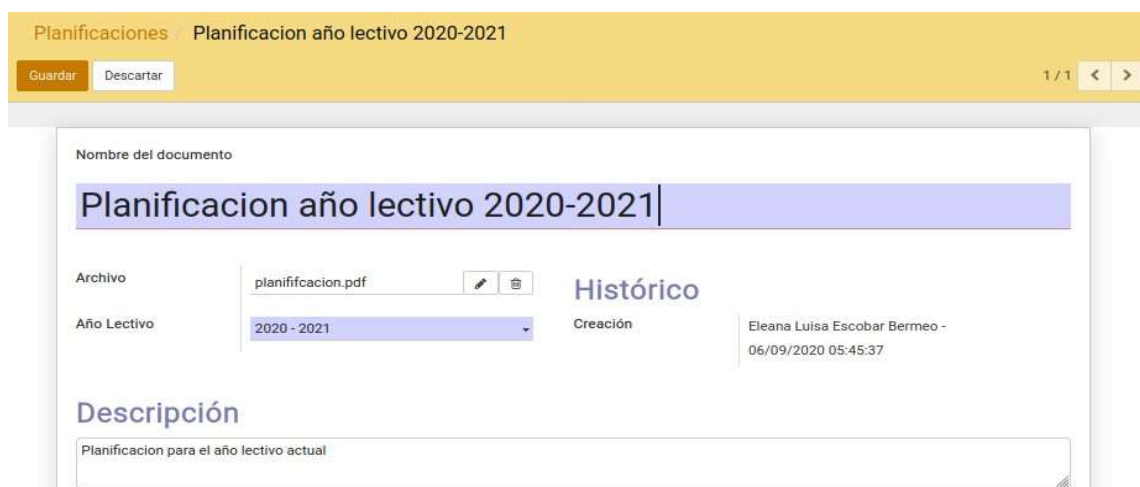 Planificaciones / Planificacion año lectivo 2020-2021
Guardar Descartar 1 / 1
Nombre del documento
Planificacion año lectivo 2020-2021
Archivo planififcacion.pdf
Histórico
Año Lectivo 2020 - 2021
Creación Eleana Luisa Escobar Bermeo -
06/09/2020 05:45:37
Descripción
Planificacion para el año lectivo actual